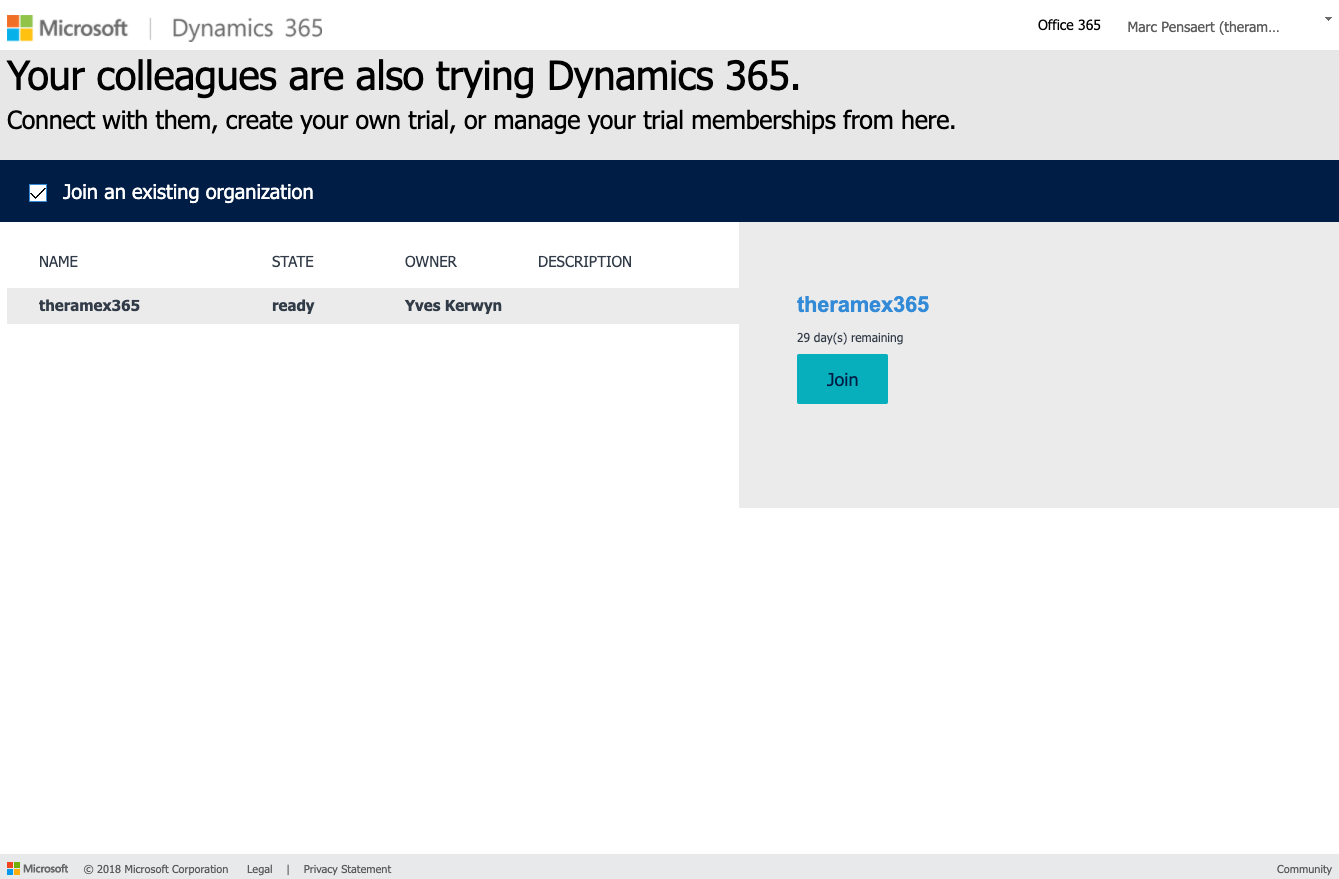 Microsoft | Dynamics 365 Office 365 Marc Pensaert (theram...
Your colleagues are also trying Dynamics 365.
Connect with them, create your own trial, or manage your trial memberships from here.
Join an existing organization
NAME STATE OWNER DESCRIPTION
theramex365 ready Yves Kerwyn
theramex365
29 day(s) remaining
Join
Microsoft © 2018 Microsoft Corporation Legal | Privacy Statement Community